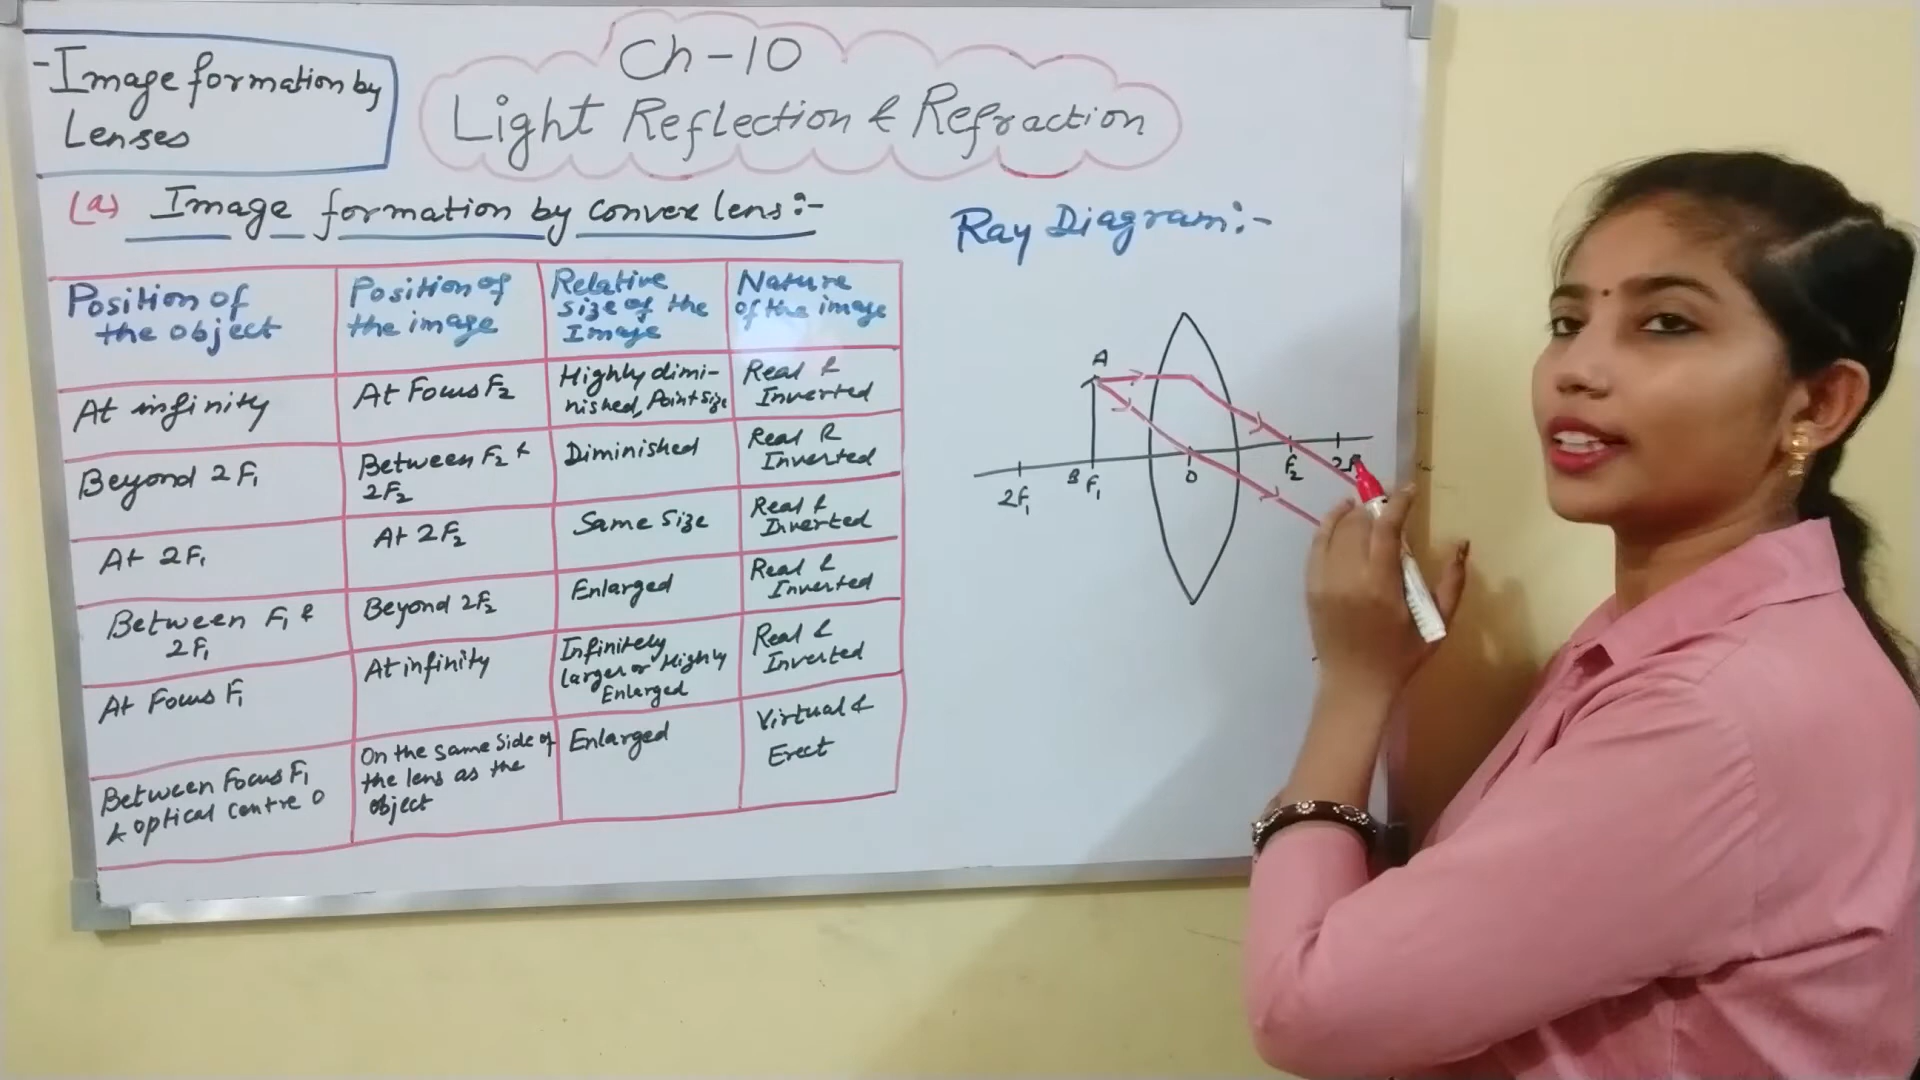 -Image formation by
Lenses
Ch-10
Light Reflection & Refraction
(a) Image formation by convex lens:-
Position of
the object
Position of
the image
Relative
size of the
Image
Nature
of the image
At infinity
At Focus F₂
Highly dimi-
nished, Point size
Real &
Inverted
Beyond 2F₁
Between F₂ &
2F₂
Diminished
Real &
Inverted
At 2F₁
At 2F₂
Same Size
Real &
Inverted
Between F₁ &
2F₁
Beyond 2F₂
Enlarged
Real &
Inverted
At Focus F₁
At infinity
Infinitely
larger or Highly
Enlarged
Real &
Inverted
Between Focus F₁
& optical centre O
On the same side of
the lens as the
object
Enlarged
Virtual &
Erect
Ray Diagram:-
A
2F₁
B
F₁
O
F₂